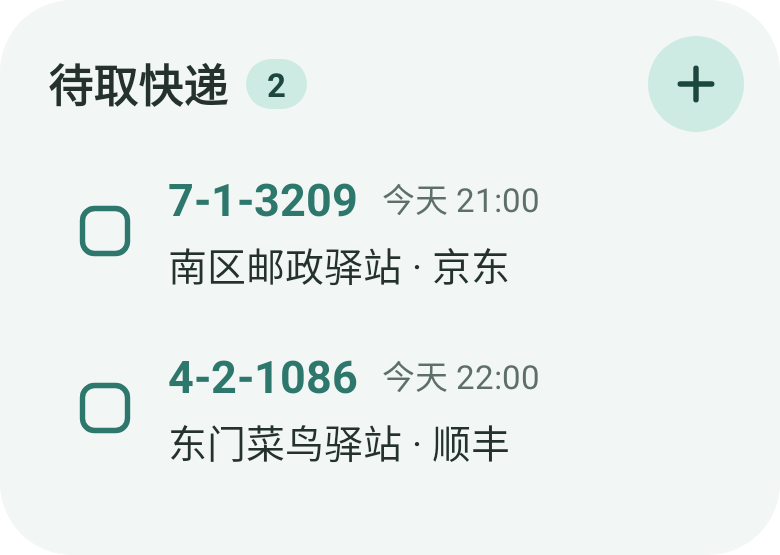 待取快递 2
7-1-3209 今天 21:00
南区邮政驿站 · 京东
4-2-1086 今天 22:00
东门菜鸟驿站 · 顺丰